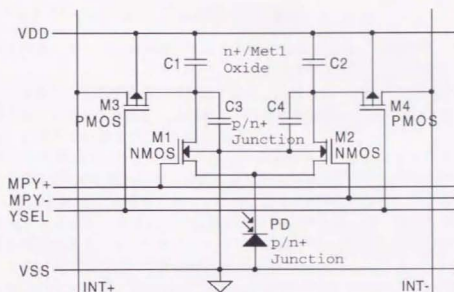 VDD
C1 n+/Met1 C2
Oxide
M3 C3 C4 M4
PMOS p/n+ PMOS
M1 Junction M2
NMOS NMOS
MPY+
MPY-
YSEL
PD
p/n+
Junction
VSS
INT+ INT-